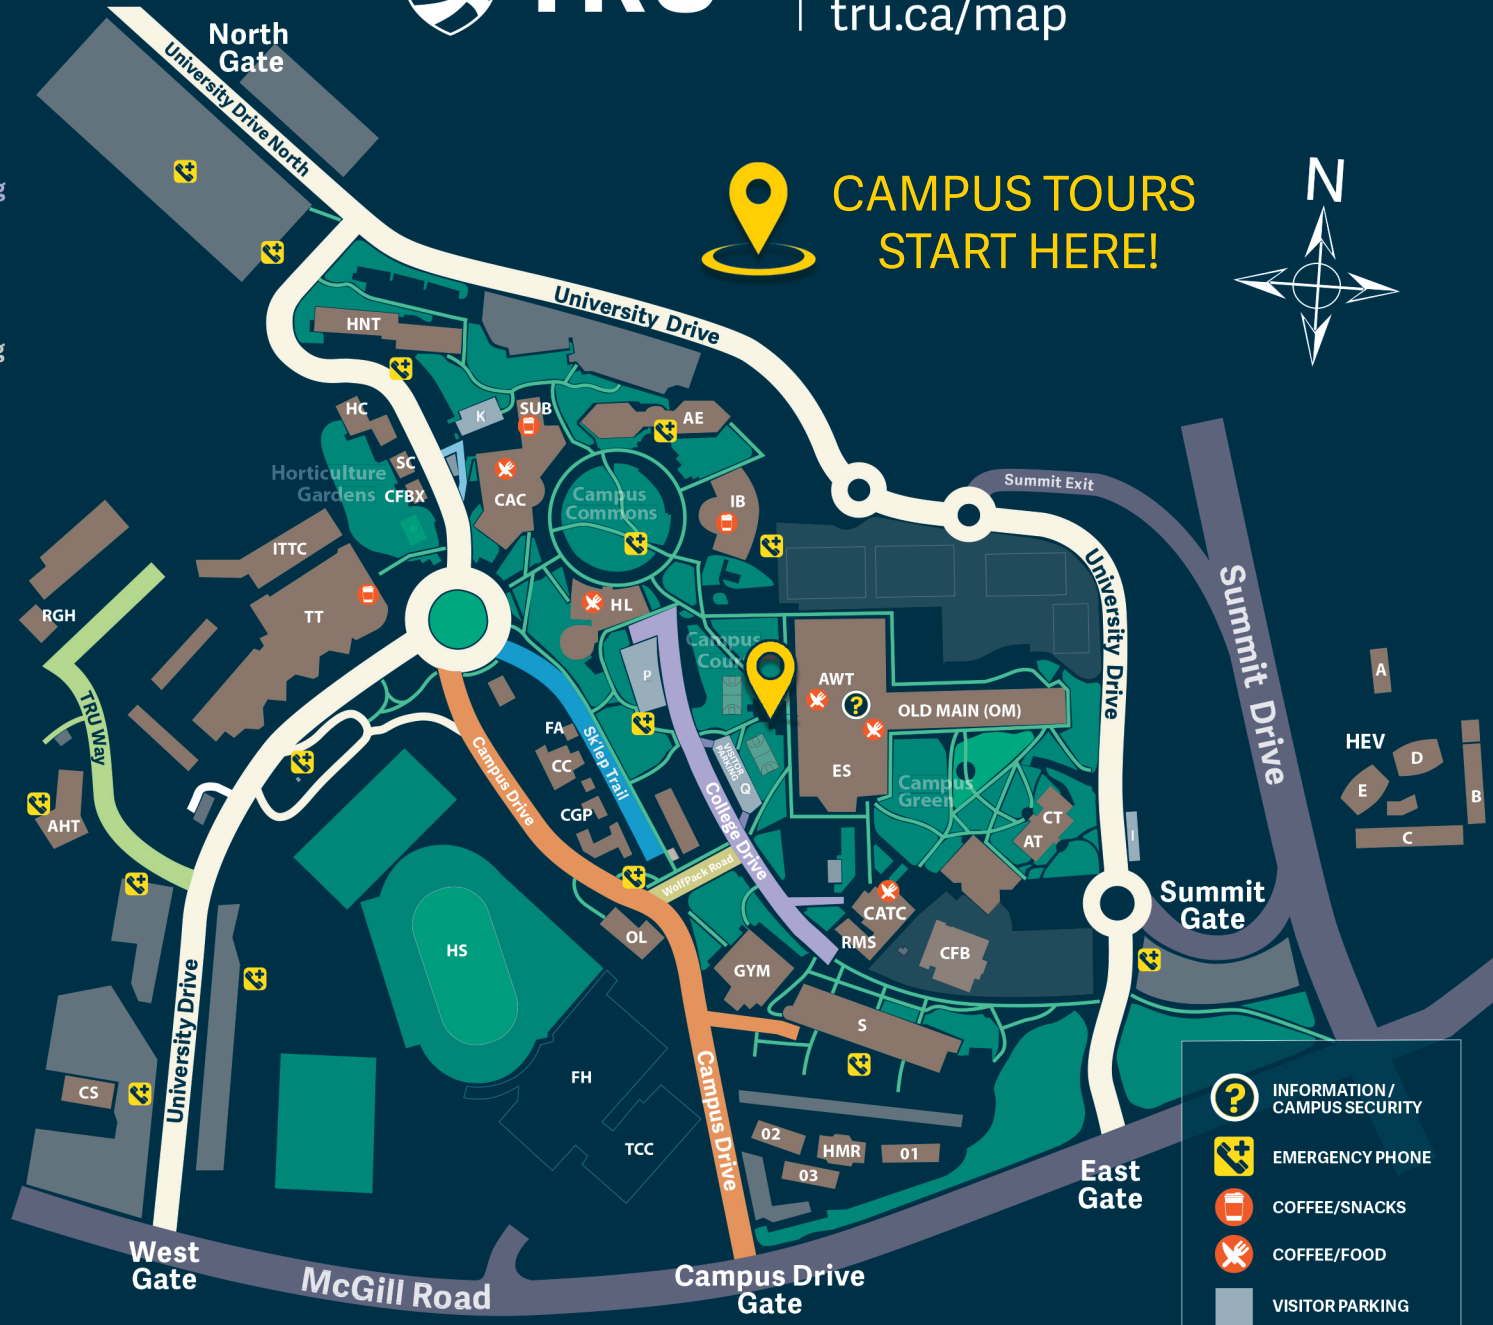 TRU
tru.ca/map
North
Gate
University Drive North
CAMPUS TOURS
START HERE!
N
University Drive
HNT
HC
K
SUB
AE
SC
Horticulture
Gardens
CFBX
CAC
Campus
Commons
IB
Summit Exit
ITTC
University Drive
Summit Drive
RGH
TT
HL
P
Campus
AWT
OLD MAIN (OM)
A
TRU Way
FA
CC
Sk'lep Trail
Campus Drive
VISITOR
PARKING
Q
ES
Campus
Green
HEV
D
E
B
C
AHT
CGP
College Drive
CT
AT
I
WolfPack Road
Summit
Gate
CATC
RMS
CFB
OL
GYM
HS
S
University Drive
CS
FH
TCC
Campus Drive
02
HMR
01
03
East
Gate
West
Gate
McGill Road
Campus Drive
Gate
?
INFORMATION/
CAMPUS SECURITY
EMERGENCY PHONE
COFFEE/SNACKS
COFFEE/FOOD
VISITOR PARKING